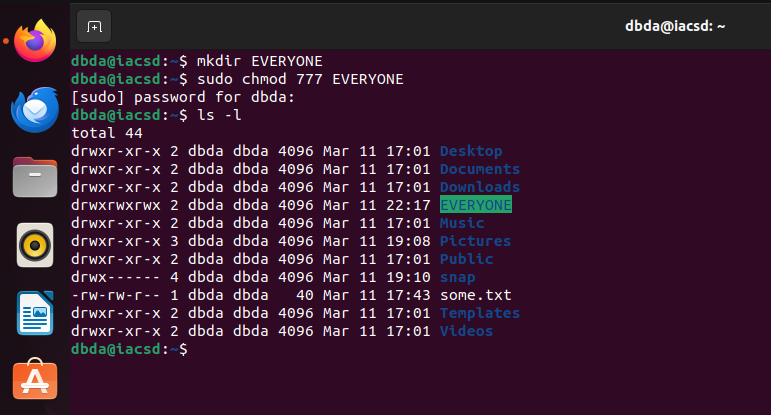 dbda@iacsd: ~
dbda@iacsd:~$ mkdir EVERYONE
dbda@iacsd:~$ sudo chmod 777 EVERYONE
[sudo] password for dbda:
dbda@iacsd:~$ ls -l
total 44
drwxr-xr-x 2 dbda dbda 4096 Mar 11 17:01 Desktop
drwxr-xr-x 2 dbda dbda 4096 Mar 11 17:01 Documents
drwxr-xr-x 2 dbda dbda 4096 Mar 11 17:01 Downloads
drwxrwxrwx 2 dbda dbda 4096 Mar 11 22:17 EVERYONE
drwxr-xr-x 2 dbda dbda 4096 Mar 11 17:01 Music
drwxr-xr-x 3 dbda dbda 4096 Mar 11 19:08 Pictures
drwxr-xr-x 2 dbda dbda 4096 Mar 11 17:01 Public
drwx------ 4 dbda dbda 4096 Mar 11 19:10 snap
-rw-rw-r-- 1 dbda dbda   40 Mar 11 17:43 some.txt
drwxr-xr-x 2 dbda dbda 4096 Mar 11 17:01 Templates
drwxr-xr-x 2 dbda dbda 4096 Mar 11 17:01 Videos
dbda@iacsd:~$